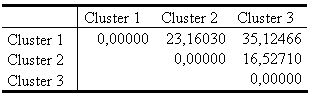 Cluster 1 Cluster 2 Cluster 3
Cluster 1 0,00000 23,16030 35,12466
Cluster 2 0,00000 16,52710
Cluster 3 0,00000